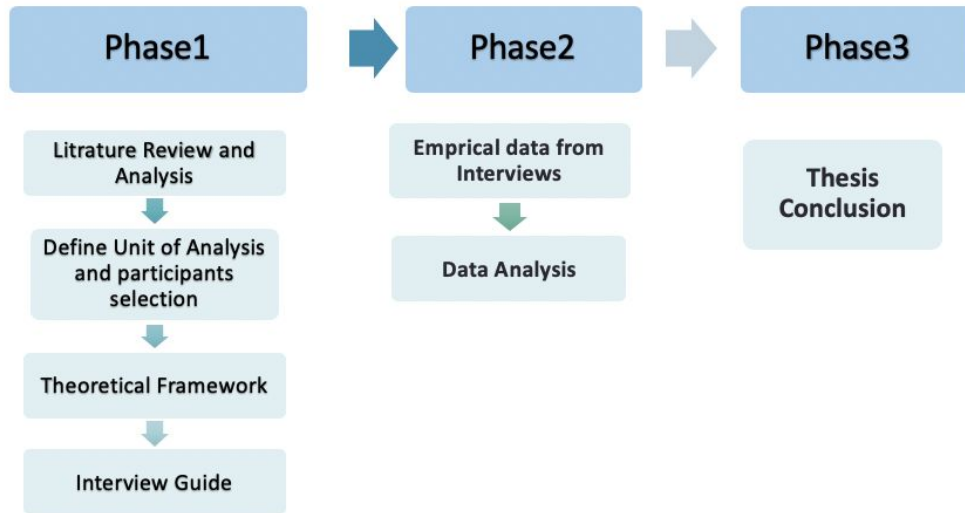 Phase1
Litrature Review and
Analysis
Define Unit of Analysis
and participants
selection
Theoretical Framework
Interview Guide
Phase2
Emprical data from
Interviews
Data Analysis
Phase3
Thesis
Conclusion